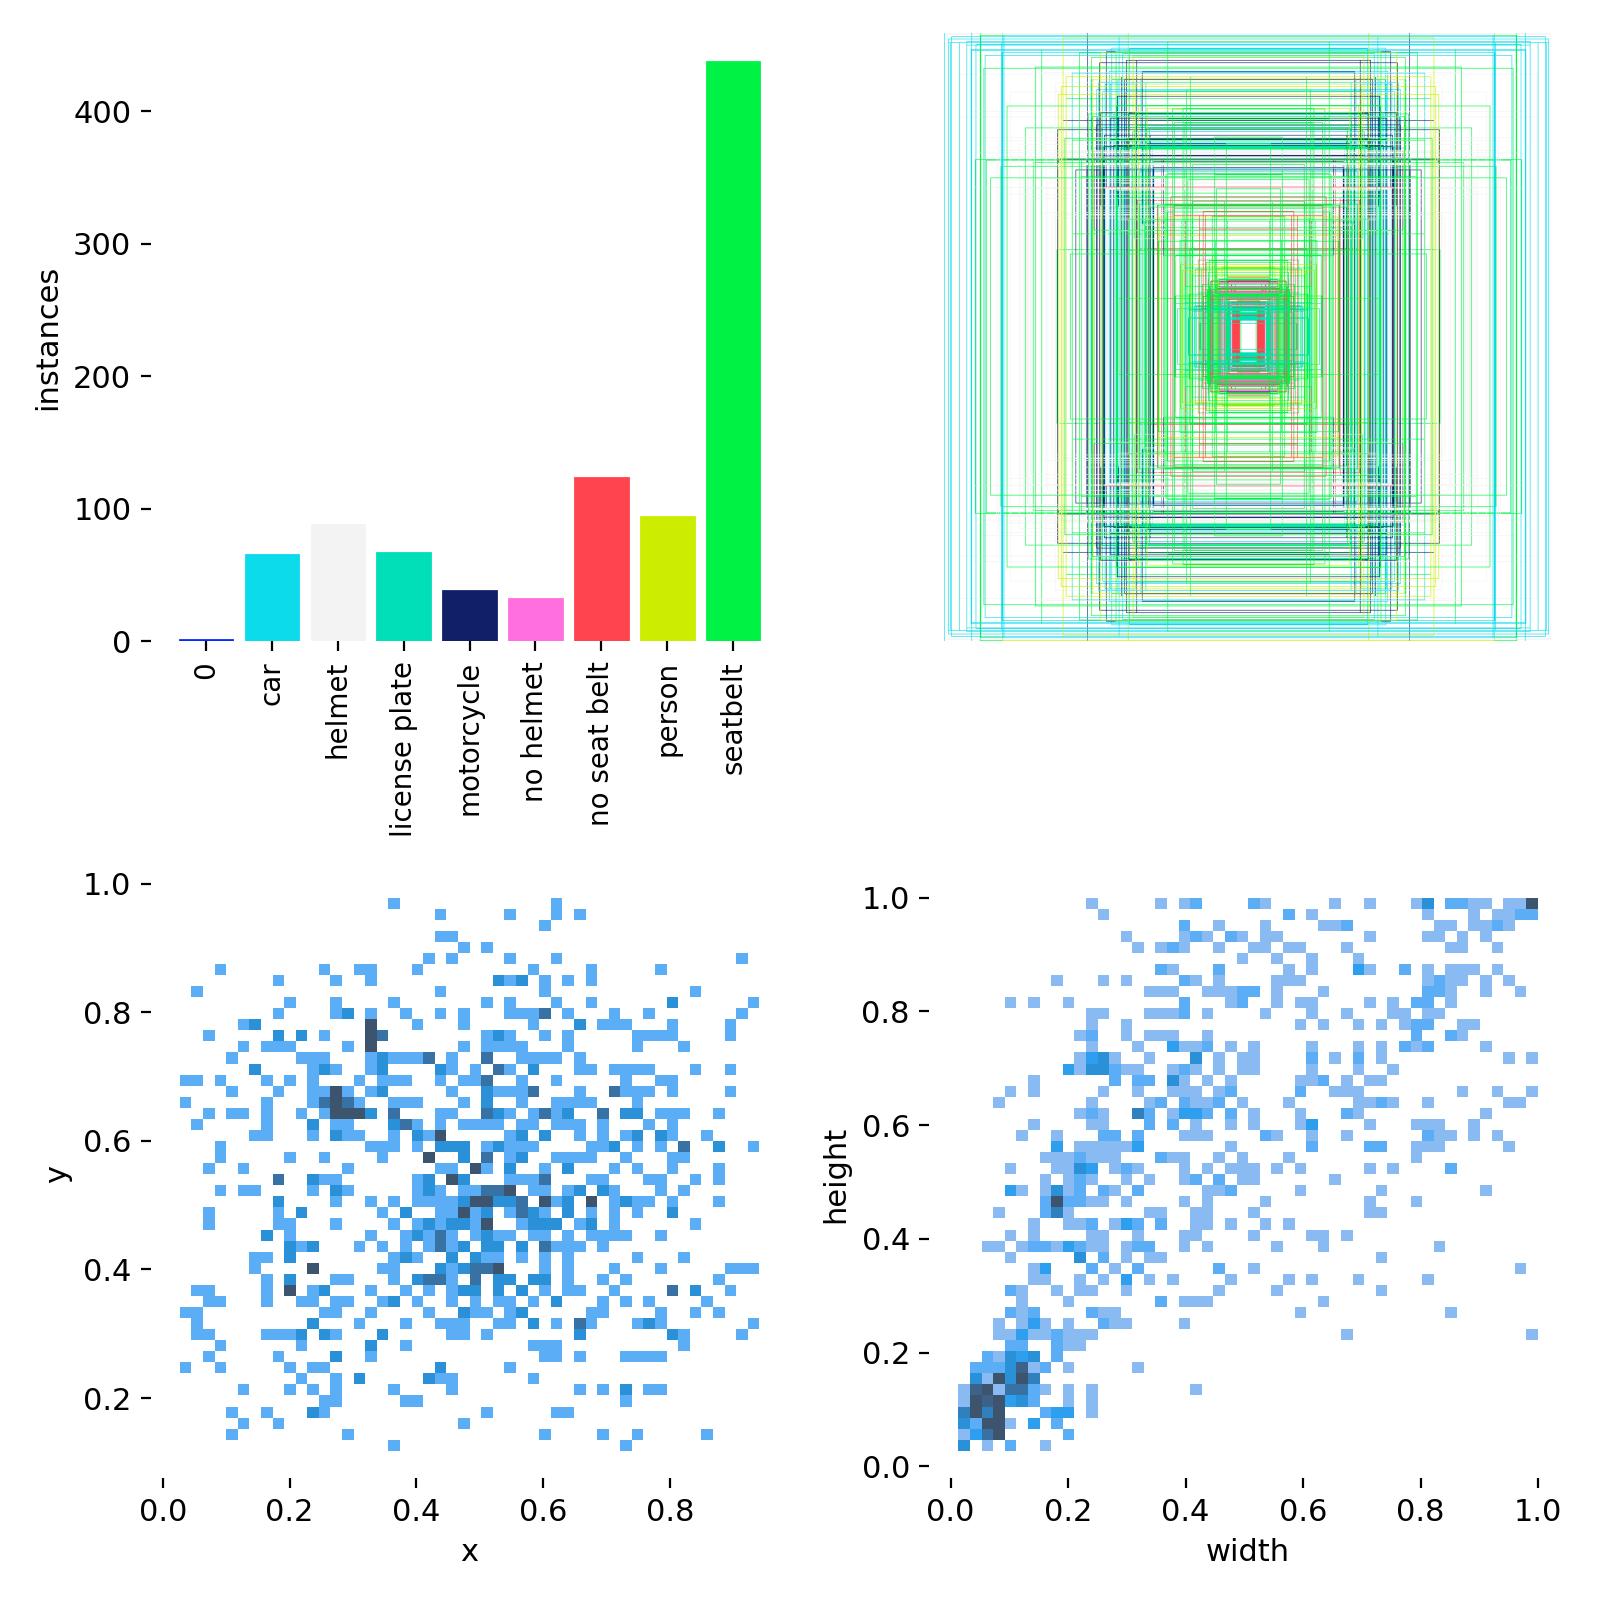 400
300
200
100
0
instances
0
car
helmet
license plate
motorcycle
no helmet
no seat belt
person
seatbelt
1.0
0.8
0.6
0.4
0.2
y
0.0 0.2 0.4 0.6 0.8
x
1.0
0.8
0.6
0.4
0.2
0.0
height
0.0 0.2 0.4 0.6 0.8 1.0
width